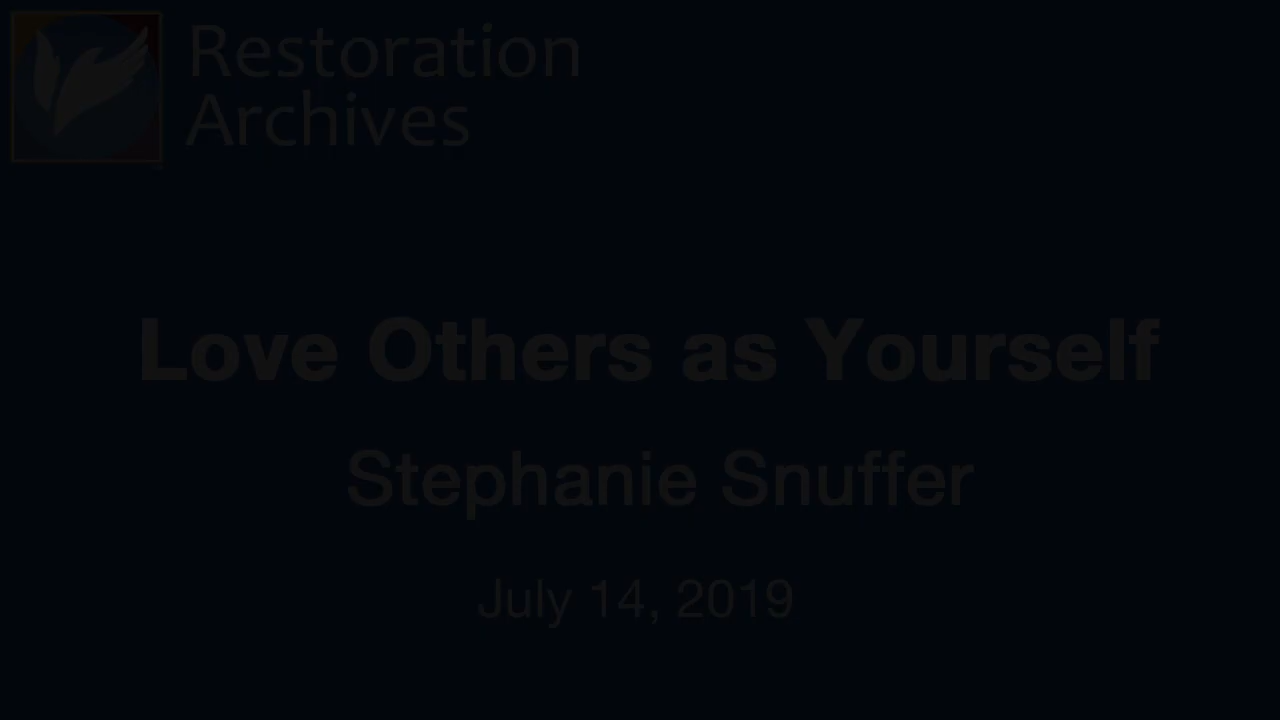 Restoration
Archives
Love Others as Yourself
Stephanie Snuffer
July 14, 2019